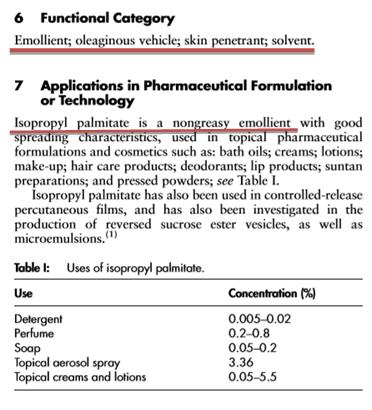 6 Functional Category
Emollient; oleaginous vehicle; skin penetrant; solvent.
7 Applications in Pharmaceutical Formulation
or Technology
Isopropyl palmitate is a nongreasy emollient with good
spreading characteristics, used in topical pharmaceutical
formulations and cosmetics such as: bath oils; creams; lotions;
make-up; hair care products; deodorants; lip products; suntan
preparations; and pressed powders; see Table I.
Isopropyl palmitate has also been used in controlled-release
percutaneous films, and has also been investigated in the
production of reversed sucrose ester vesicles, as well as
microemulsions.(1)
Table I: Uses of isopropyl palmitate.
Use Concentration (%)
Detergent 0.005–0.02
Perfume 0.2–0.8
Soap 0.05–0.2
Topical aerosol spray 3.36
Topical creams and lotions 0.05–5.5